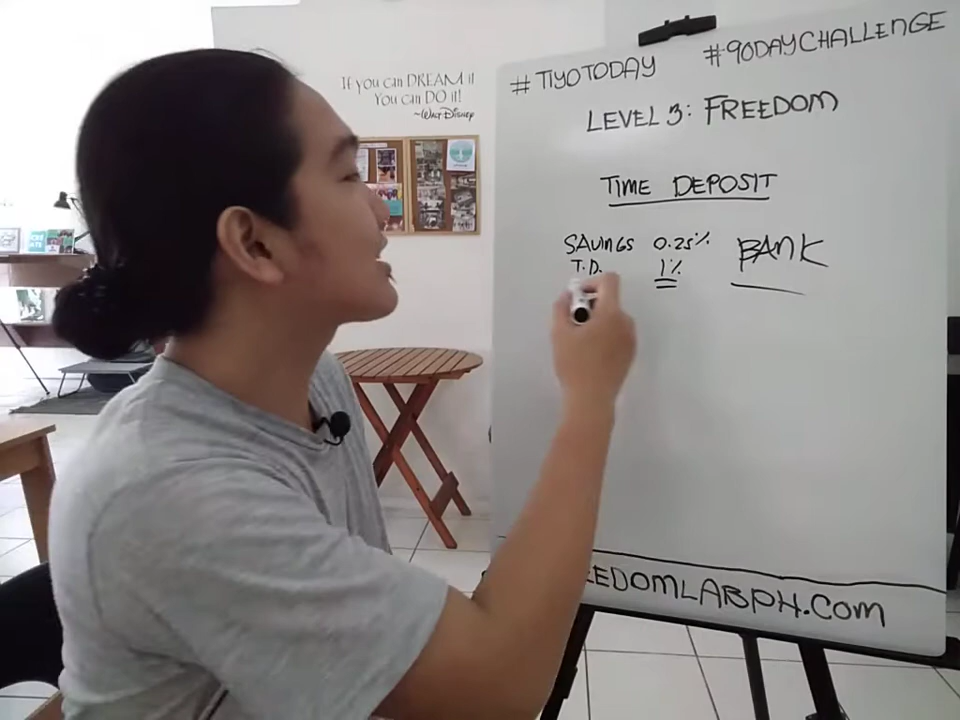 If you can DREAM it
You can DO it!
~WALT DISNEY
# TIYOTODAY
#90DAYCHALLENGE
LEVEL 3: FREEDOM
TIME DEPOSIT
SAVINGS 0.25% BANK
T.D. 1%
EEDOMLABPH.COM
CREATE